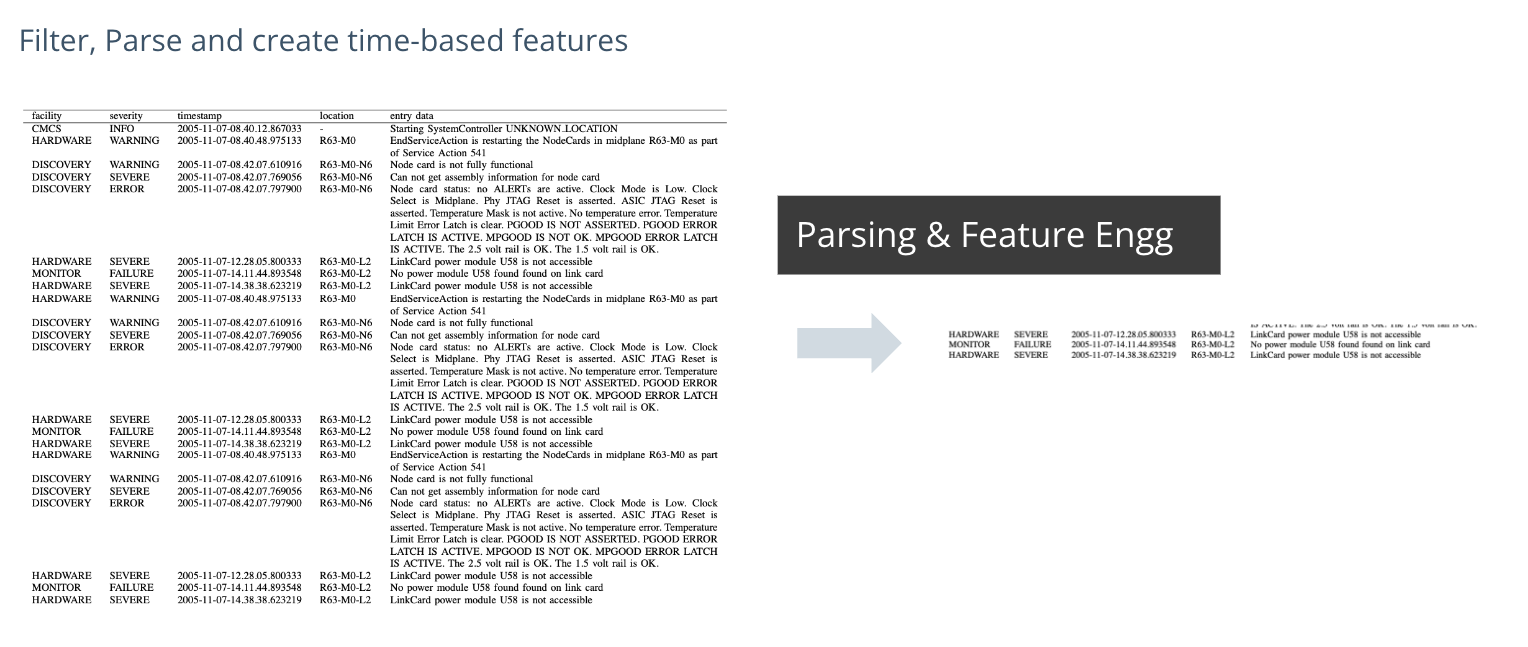 Filter, Parse and create time-based features
facility severity timestamp location entry data
CMCS INFO 2005-11-07-08.40.12.867033 - Starting SystemController UNKNOWN_LOCATION
HARDWARE WARNING 2005-11-07-08.40.48.975133 R63-M0 EndServiceAction is restarting the NodeCards in midplane R63-M0 as part
of Service Action 541
DISCOVERY WARNING 2005-11-07-08.42.07.610916 R63-M0-N6 Node card is not fully functional
DISCOVERY SEVERE 2005-11-07-08.42.07.769056 R63-M0-N6 Can not get assembly information for node card
DISCOVERY ERROR 2005-11-07-08.42.07.797900 R63-M0-N6 Node card status: no ALERTs are active. Clock Mode is Low. Clock
Select is Midplane. Phy JTAG Reset is asserted. ASIC JTAG Reset is
asserted. Temperature Mask is not active. No temperature error. Temperature
Limit Error Latch is clear. PGOOD IS NOT ASSERTED. PGOOD ERROR
LATCH IS ACTIVE. MPGOOD IS NOT OK. MPGOOD ERROR LATCH
IS ACTIVE. The 2.5 volt rail is OK. The 1.5 volt rail is OK.
HARDWARE SEVERE 2005-11-07-12.28.05.800333 R63-M0-L2 LinkCard power module U58 is not accessible
MONITOR FAILURE 2005-11-07-14.11.44.893548 R63-M0-L2 No power module U58 found found on link card
HARDWARE SEVERE 2005-11-07-14.38.38.623219 R63-M0-L2 LinkCard power module U58 is not accessible
HARDWARE WARNING 2005-11-07-08.40.48.975133 R63-M0 EndServiceAction is restarting the NodeCards in midplane R63-M0 as part
of Service Action 541
DISCOVERY WARNING 2005-11-07-08.42.07.610916 R63-M0-N6 Node card is not fully functional
DISCOVERY SEVERE 2005-11-07-08.42.07.769056 R63-M0-N6 Can not get assembly information for node card
DISCOVERY ERROR 2005-11-07-08.42.07.797900 R63-M0-N6 Node card status: no ALERTs are active. Clock Mode is Low. Clock
Select is Midplane. Phy JTAG Reset is asserted. ASIC JTAG Reset is
asserted. Temperature Mask is not active. No temperature error. Temperature
Limit Error Latch is clear. PGOOD IS NOT ASSERTED. PGOOD ERROR
LATCH IS ACTIVE. MPGOOD IS NOT OK. MPGOOD ERROR LATCH
IS ACTIVE. The 2.5 volt rail is OK. The 1.5 volt rail is OK.
HARDWARE SEVERE 2005-11-07-12.28.05.800333 R63-M0-L2 LinkCard power module U58 is not accessible
MONITOR FAILURE 2005-11-07-14.11.44.893548 R63-M0-L2 No power module U58 found found on link card
HARDWARE SEVERE 2005-11-07-14.38.38.623219 R63-M0-L2 LinkCard power module U58 is not accessible
HARDWARE WARNING 2005-11-07-08.40.48.975133 R63-M0 EndServiceAction is restarting the NodeCards in midplane R63-M0 as part
of Service Action 541
DISCOVERY WARNING 2005-11-07-08.42.07.610916 R63-M0-N6 Node card is not fully functional
DISCOVERY SEVERE 2005-11-07-08.42.07.769056 R63-M0-N6 Can not get assembly information for node card
DISCOVERY ERROR 2005-11-07-08.42.07.797900 R63-M0-N6 Node card status: no ALERTs are active. Clock Mode is Low. Clock
Select is Midplane. Phy JTAG Reset is asserted. ASIC JTAG Reset is
asserted. Temperature Mask is not active. No temperature error. Temperature
Limit Error Latch is clear. PGOOD IS NOT ASSERTED. PGOOD ERROR
LATCH IS ACTIVE. MPGOOD IS NOT OK. MPGOOD ERROR LATCH
IS ACTIVE. The 2.5 volt rail is OK. The 1.5 volt rail is OK.
HARDWARE SEVERE 2005-11-07-12.28.05.800333 R63-M0-L2 LinkCard power module U58 is not accessible
MONITOR FAILURE 2005-11-07-14.11.44.893548 R63-M0-L2 No power module U58 found found on link card
HARDWARE SEVERE 2005-11-07-14.38.38.623219 R63-M0-L2 LinkCard power module U58 is not accessible
Parsing & Feature Engg
HARDWARE SEVERE 2005-11-07-12.28.05.800333 R63-M0-L2 LinkCard power module U58 is not accessible
MONITOR FAILURE 2005-11-07-14.11.44.893548 R63-M0-L2 No power module U58 found found on link card
HARDWARE SEVERE 2005-11-07-14.38.38.623219 R63-M0-L2 LinkCard power module U58 is not accessible